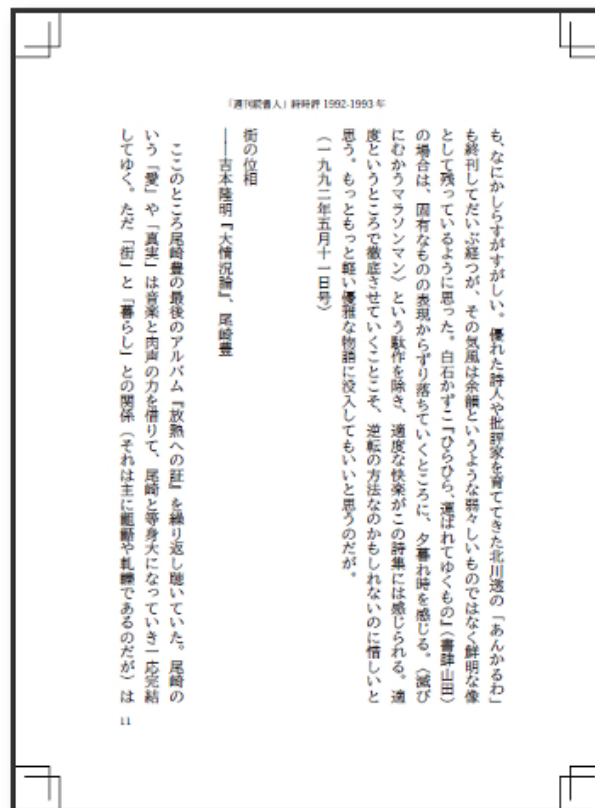 「週刊読書人」詩時評 1992-1993 年
も、なにかしらすがすがしい。優れた詩人や批評家を育ててきた北川透の「あんかるわ」
も終刊してだいぶ経つが、その気風は余韻というような弱々しいものではなく鮮明な像
として残っているように思った。白石かずこ『ひらひら、運ばれてゆくもの』(書肆山田)
の場合は、固有なものの表現からずり落ちていくところに、夕暮れ時を感じる。〈滅び
にむかうマラソンマン〉という駄作を除き、適度な快楽がこの詩集には感じられる。適
度というところで徹底させていくことこそ、逆転の方法なのかもしれないのに惜しいと
思う。もっともっと軽い優雅な物語に没入してもいいと思うのだが。
(一九九二年五月十一日号)
街の位相
――吉本隆明『大情況論』、尾崎豊
ここのところ尾崎豊の最後のアルバム『放熱への証』を繰り返し聴いていた。尾崎の
いう「愛」や「真実」は音楽と肉声の力を借りて、尾崎と等身大になっていき一応完結
してゆく。ただ「街」と「暮らし」との関係(それは主に齟齬や軋轢であるのだが)は
11